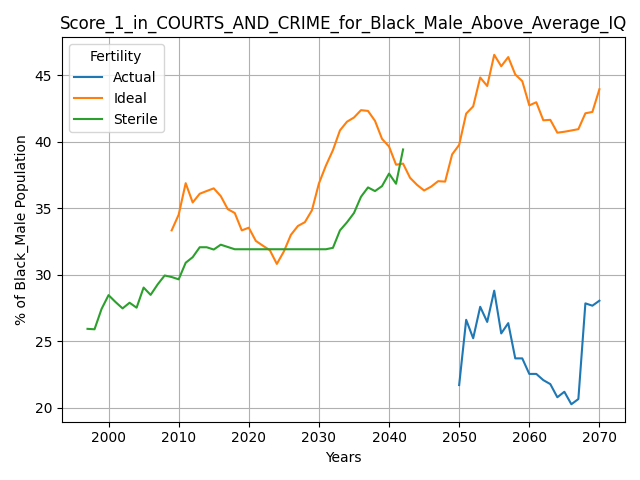 Score_1_in_COURTS_AND_CRIME_for_Black_Male_Above_Average_IQ
Fertility
Actual
Ideal
Sterile
% of Black_Male Population
45
40
35
30
25
20
2000 2010 2020 2030 2040 2050 2060 2070
Years